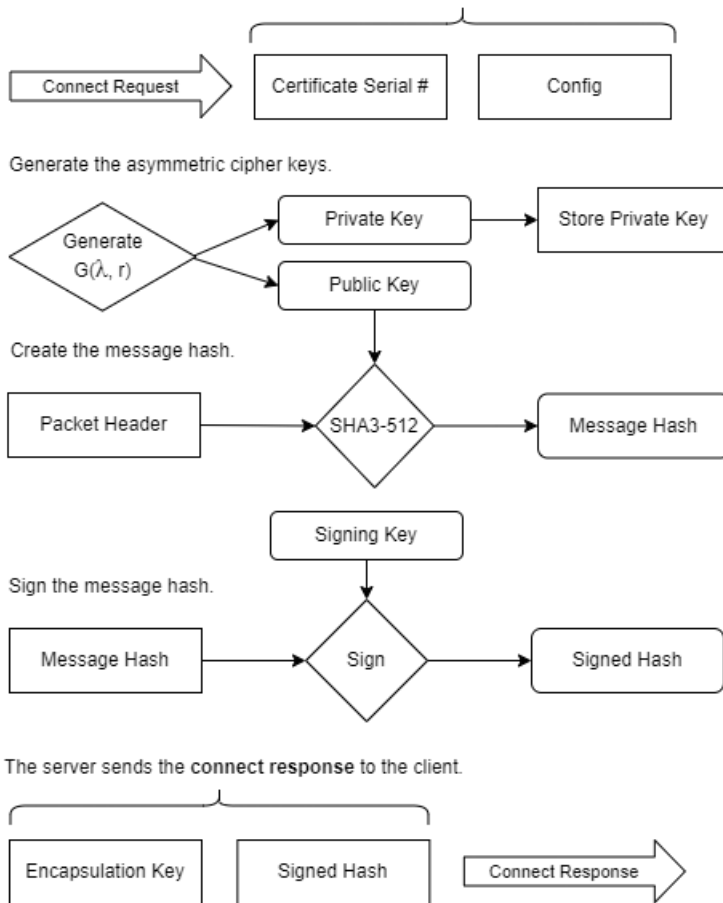 Connect Request
Certificate Serial #
Config
Generate the asymmetric cipher keys.
Generate
G(λ, r)
Private Key
Store Private Key
Public Key
Create the message hash.
Packet Header
SHA3-512
Message Hash
Signing Key
Sign the message hash.
Message Hash
Sign
Signed Hash
The server sends the connect response to the client.
Encapsulation Key
Signed Hash
Connect Response